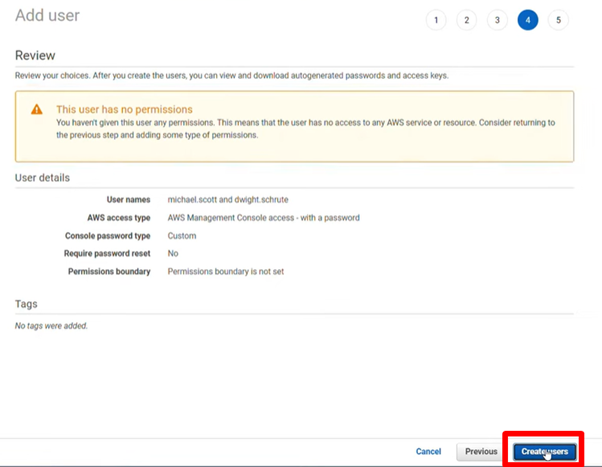 Add user
1 2 3 4 5
Review
Review your choices. After you create the users, you can view and download autogenerated passwords and access keys.
This user has no permissions
You haven't given this user any permissions. This means that the user has no access to any AWS service or resource. Consider returning to
the previous step and adding some type of permissions.
User details
User names michael.scott and dwight.schrute
AWS access type AWS Management Console access - with a password
Console password type Custom
Require password reset No
Permissions boundary Permissions boundary is not set
Tags
No tags were added.
Cancel Previous Create users